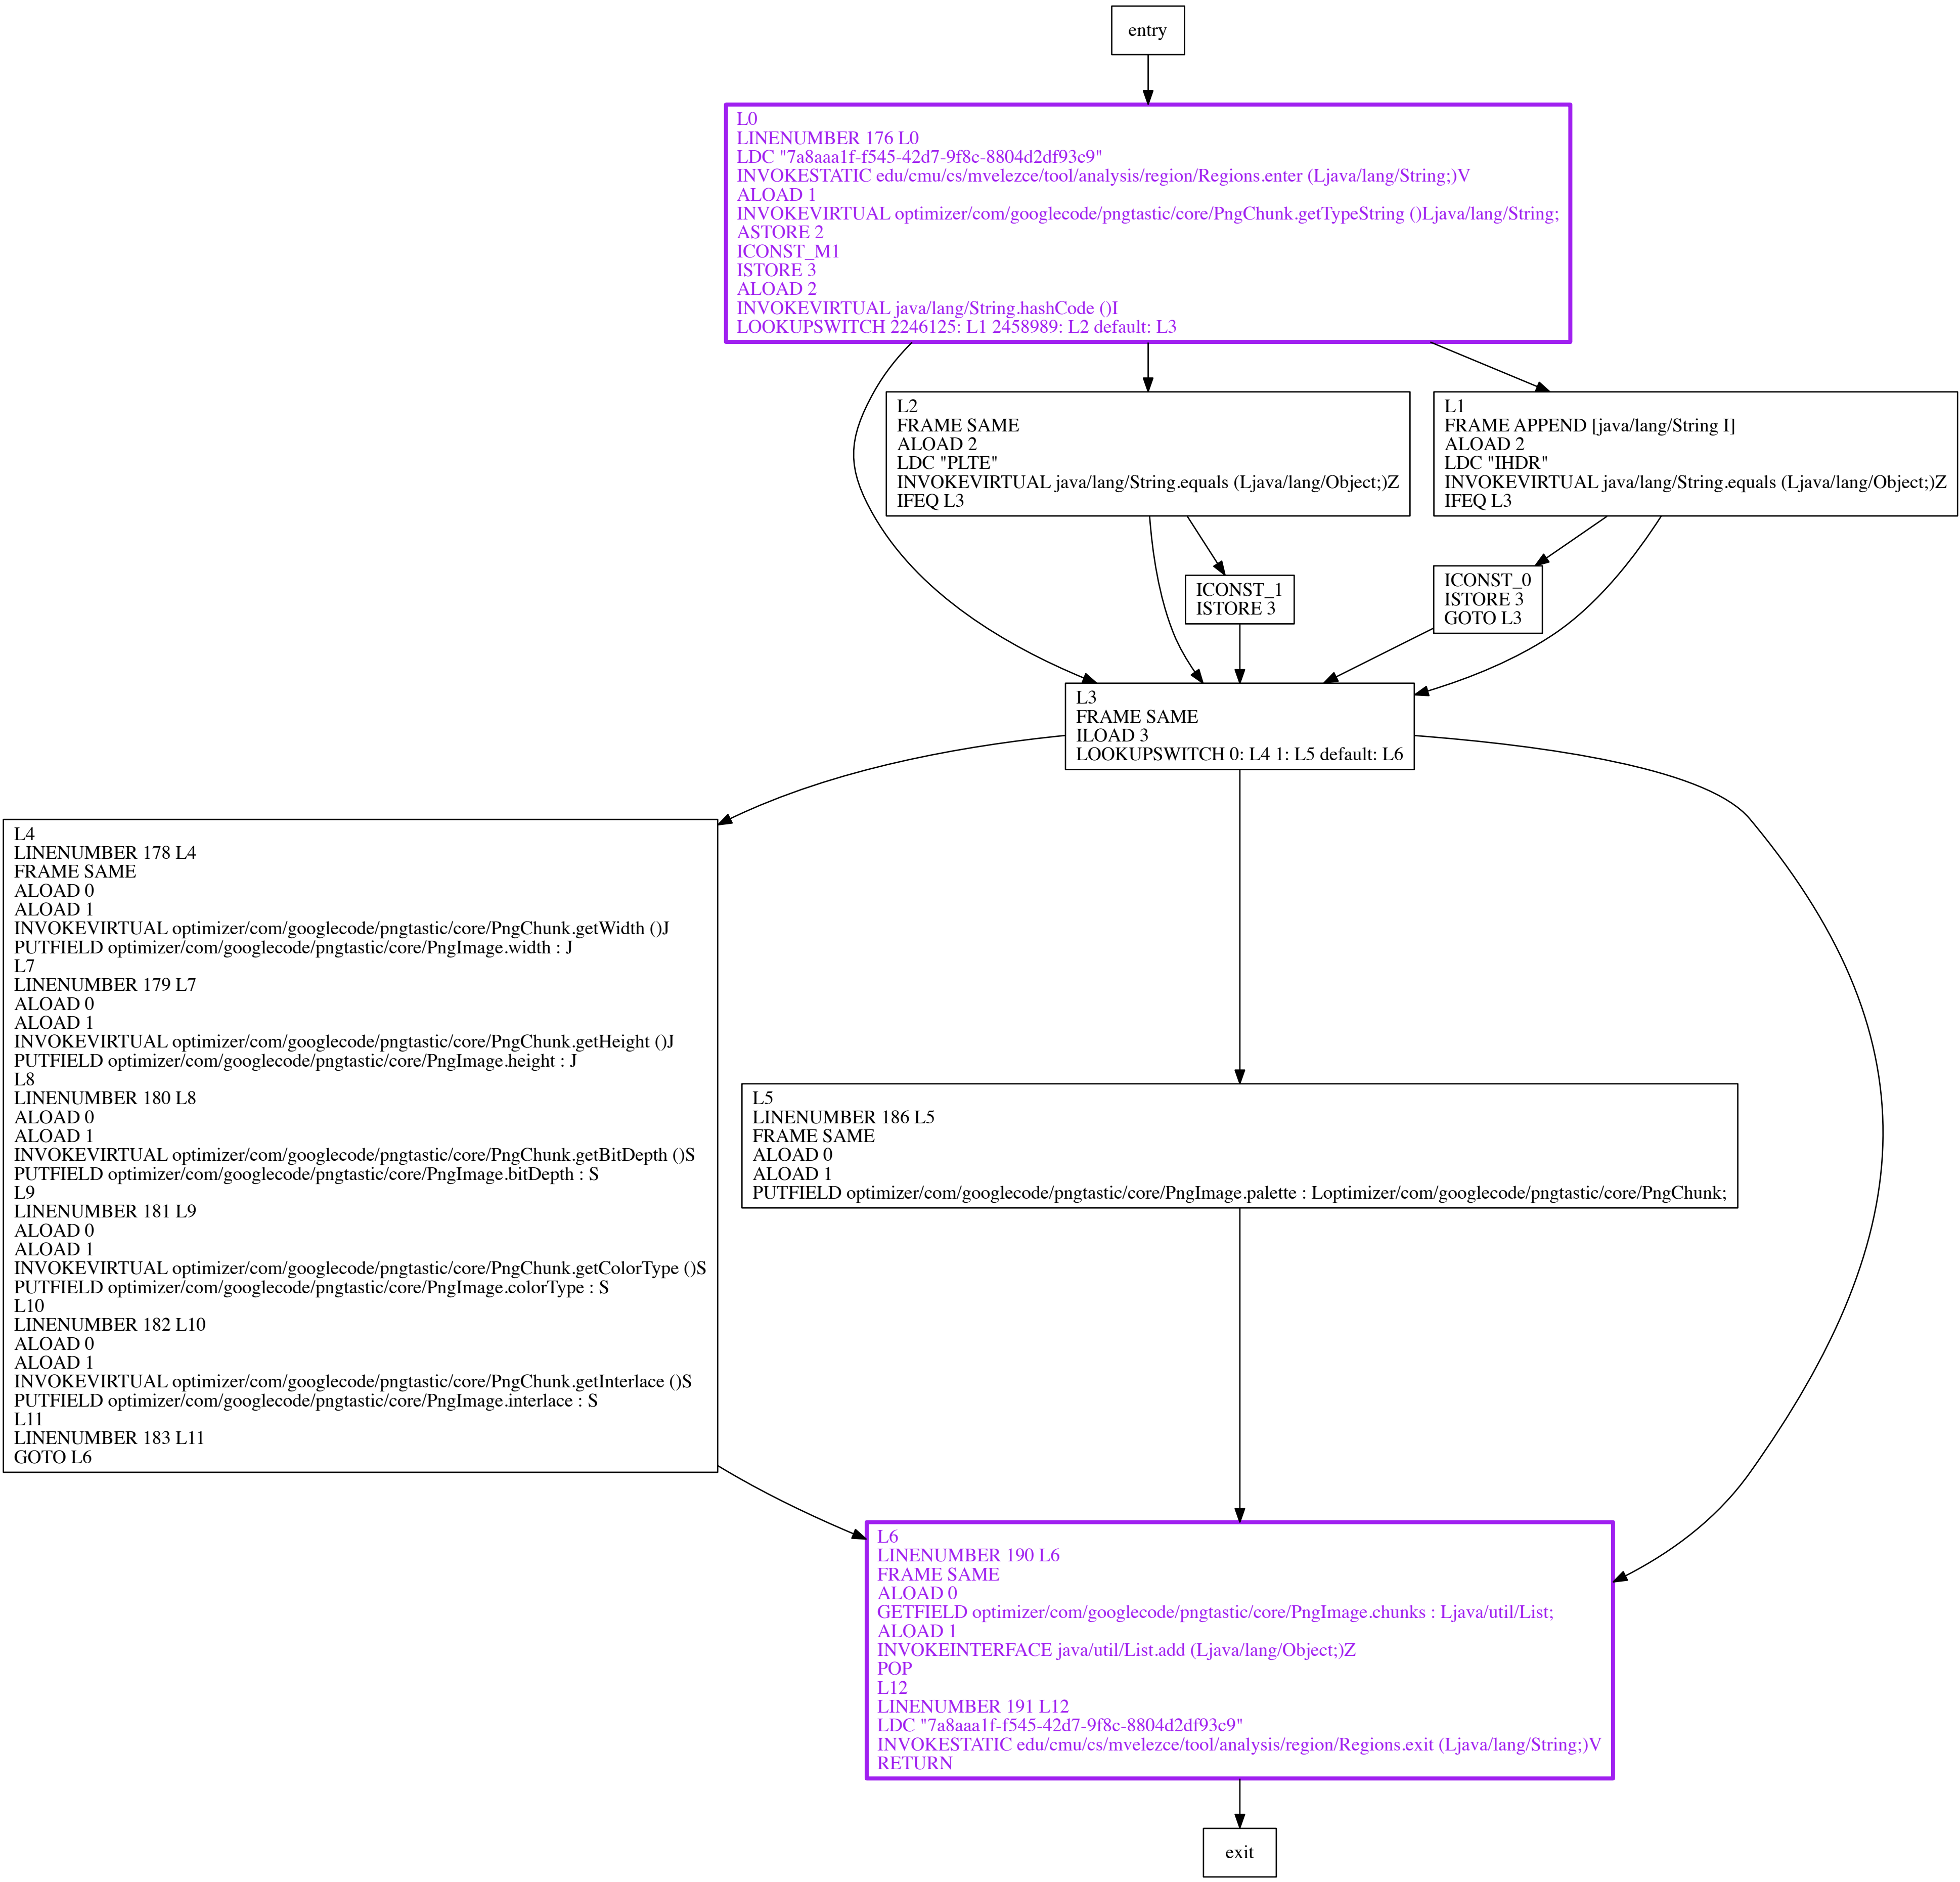 entry
L0
LINENUMBER 176 L0
LDC "7a8aaa1f-f545-42d7-9f8c-8804d2df93c9"
INVOKESTATIC edu/cmu/cs/mvelezce/tool/analysis/region/Regions.enter (Ljava/lang/String;)V
ALOAD 1
INVOKEVIRTUAL optimizer/com/googlecode/pngtastic/core/PngChunk.getTypeString ()Ljava/lang/String;
ASTORE 2
ICONST_M1
ISTORE 3
ALOAD 2
INVOKEVIRTUAL java/lang/String.hashCode ()I
LOOKUPSWITCH 2246125: L1 2458989: L2 default: L3
L2
FRAME SAME
ALOAD 2
LDC "PLTE"
INVOKEVIRTUAL java/lang/String.equals (Ljava/lang/Object;)Z
IFEQ L3
L1
FRAME APPEND [java/lang/String I]
ALOAD 2
LDC "IHDR"
INVOKEVIRTUAL java/lang/String.equals (Ljava/lang/Object;)Z
IFEQ L3
ICONST_1
ISTORE 3
ICONST_0
ISTORE 3
GOTO L3
L3
FRAME SAME
ILOAD 3
LOOKUPSWITCH 0: L4 1: L5 default: L6
L4
LINENUMBER 178 L4
FRAME SAME
ALOAD 0
ALOAD 1
INVOKEVIRTUAL optimizer/com/googlecode/pngtastic/core/PngChunk.getWidth ()J
PUTFIELD optimizer/com/googlecode/pngtastic/core/PngImage.width : J
L7
LINENUMBER 179 L7
ALOAD 0
ALOAD 1
INVOKEVIRTUAL optimizer/com/googlecode/pngtastic/core/PngChunk.getHeight ()J
PUTFIELD optimizer/com/googlecode/pngtastic/core/PngImage.height : J
L8
LINENUMBER 180 L8
ALOAD 0
ALOAD 1
INVOKEVIRTUAL optimizer/com/googlecode/pngtastic/core/PngChunk.getBitDepth ()S
PUTFIELD optimizer/com/googlecode/pngtastic/core/PngImage.bitDepth : S
L9
LINENUMBER 181 L9
ALOAD 0
ALOAD 1
INVOKEVIRTUAL optimizer/com/googlecode/pngtastic/core/PngChunk.getColorType ()S
PUTFIELD optimizer/com/googlecode/pngtastic/core/PngImage.colorType : S
L10
LINENUMBER 182 L10
ALOAD 0
ALOAD 1
INVOKEVIRTUAL optimizer/com/googlecode/pngtastic/core/PngChunk.getInterlace ()S
PUTFIELD optimizer/com/googlecode/pngtastic/core/PngImage.interlace : S
L11
LINENUMBER 183 L11
GOTO L6
L5
LINENUMBER 186 L5
FRAME SAME
ALOAD 0
ALOAD 1
PUTFIELD optimizer/com/googlecode/pngtastic/core/PngImage.palette : Loptimizer/com/googlecode/pngtastic/core/PngChunk;
L6
LINENUMBER 190 L6
FRAME SAME
ALOAD 0
GETFIELD optimizer/com/googlecode/pngtastic/core/PngImage.chunks : Ljava/util/List;
ALOAD 1
INVOKEINTERFACE java/util/List.add (Ljava/lang/Object;)Z
POP
L12
LINENUMBER 191 L12
LDC "7a8aaa1f-f545-42d7-9f8c-8804d2df93c9"
INVOKESTATIC edu/cmu/cs/mvelezce/tool/analysis/region/Regions.exit (Ljava/lang/String;)V
RETURN
exit